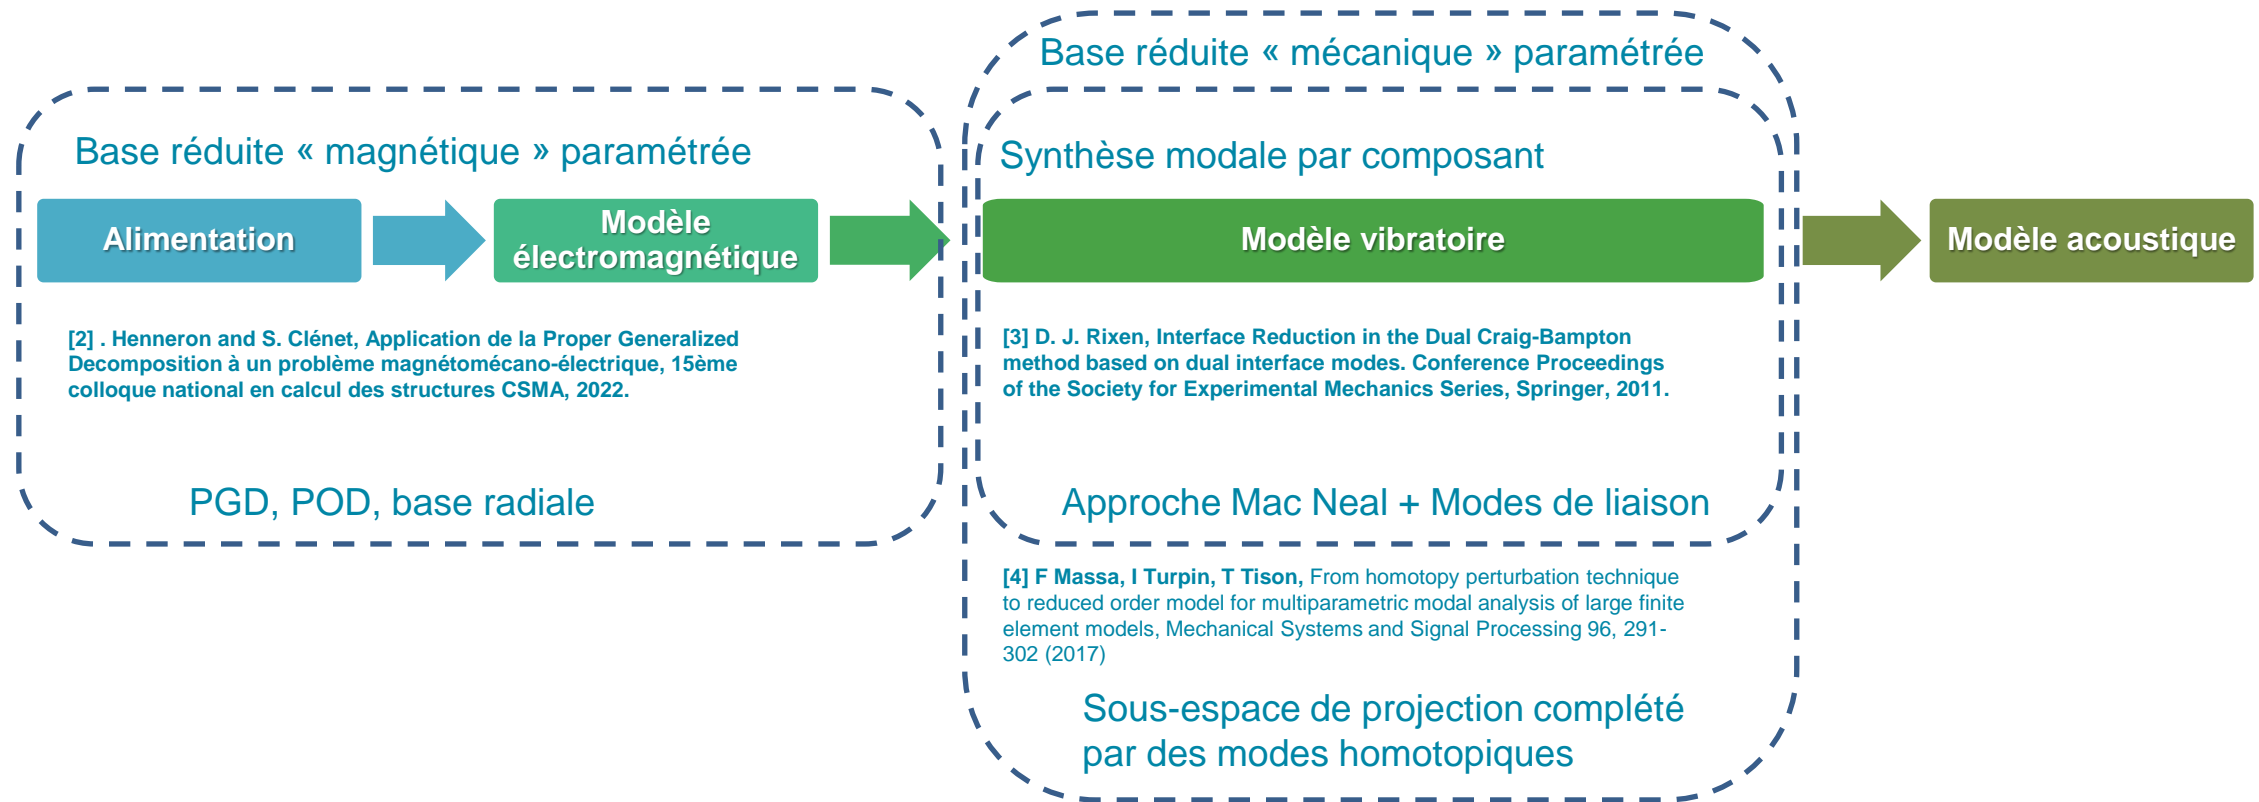 Base réduite « magnétique » paramétrée
Alimentation
Modèle
électromagnétique
[2] . Henneron and S. Clénet, Application de la Proper Generalized
Decomposition à un problème magnétomécano-électrique, 15ème
colloque national en calcul des structures CSMA, 2022.
PGD, POD, base radiale
Base réduite « mécanique » paramétrée
Synthèse modale par composant
Modèle vibratoire
[3] D. J. Rixen, Interface Reduction in the Dual Craig-Bampton
method based on dual interface modes. Conference Proceedings
of the Society for Experimental Mechanics Series, Springer, 2011.
Approche Mac Neal + Modes de liaison
[4] F Massa, I Turpin, T Tison, From homotopy perturbation technique
to reduced order model for multiparametric modal analysis of large finite
element models, Mechanical Systems and Signal Processing 96, 291-
302 (2017)
Sous-espace de projection complété
par des modes homotopiques
Modèle acoustique